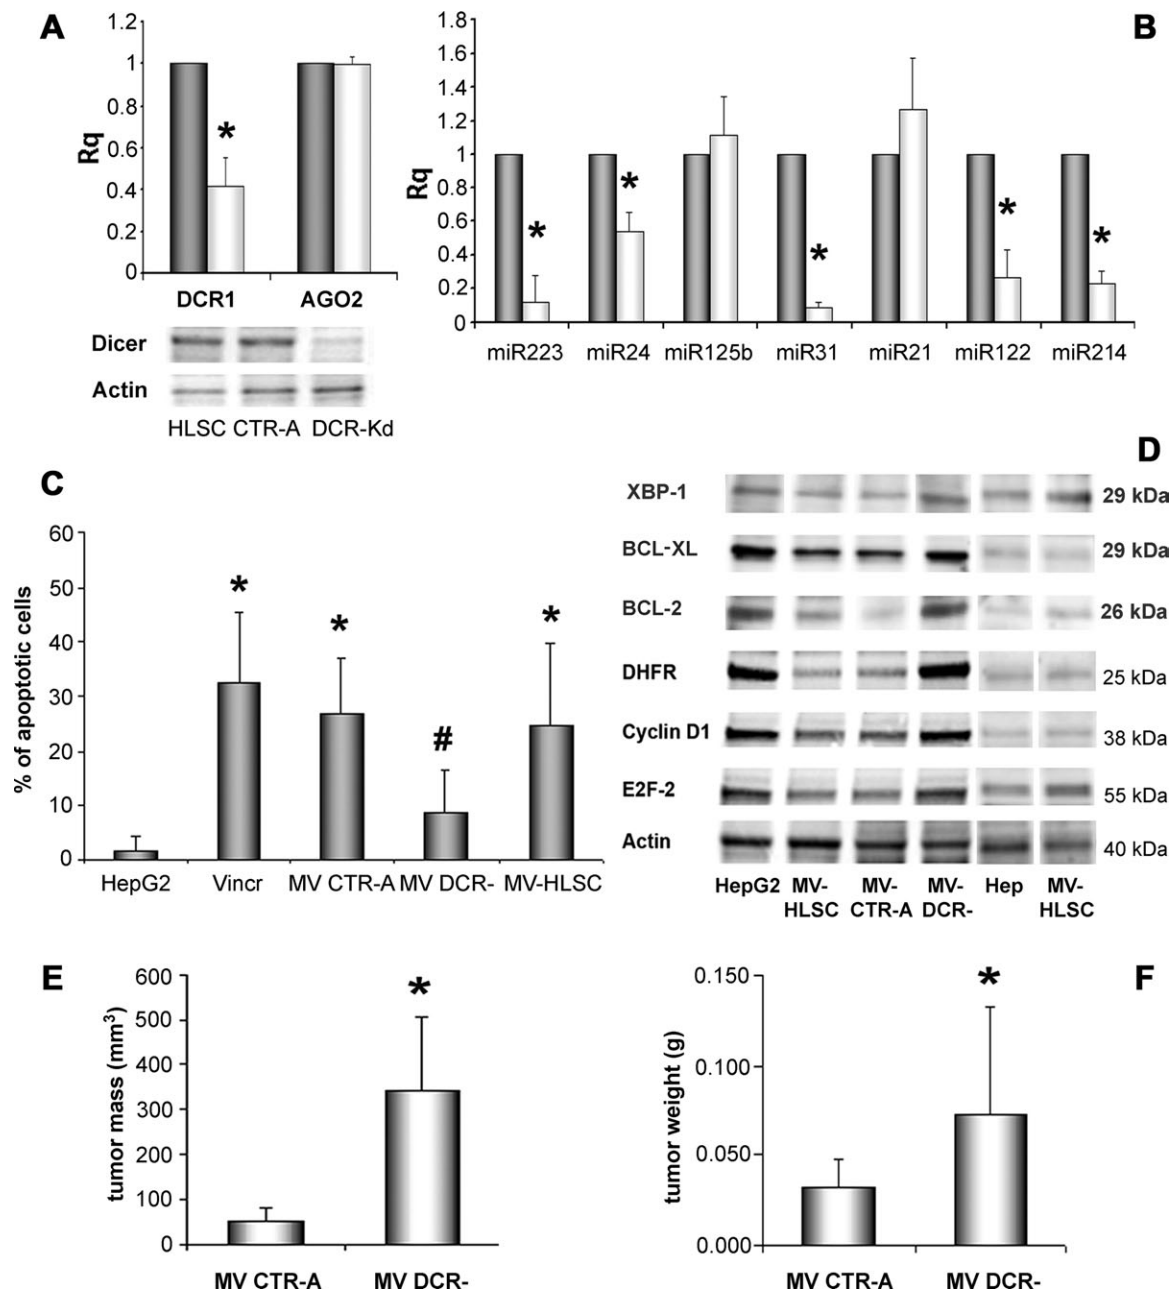 A
1.2
1
0.8
0.6
0.4
0.2
0
Rq
*
DCR1 AGO2
Dicer
Actin
HLSC CTR-A DCR-Kd
B
1.8
1.6
1.4
1.2
1
0.8
0.6
0.4
0.2
0
Rq
* * * * *
miR223 miR24 miR125b miR31 miR21 miR122 miR214
C
60
50
40
30
20
10
0
% of apoptotic cells
* * # *
HepG2 Vincr MV CTR-A MV DCR- MV-HLSC
D
XBP-1 29 kDa
BCL-XL 29 kDa
BCL-2 26 kDa
DHFR 25 kDa
Cyclin D1 38 kDa
E2F-2 55 kDa
Actin 40 kDa
HepG2 MV- MV- MV- Hep MV-
HLSC CTR-A DCR- HLSC
E
600
500
400
300
200
100
0
tumor mass (mm³)
*
MV CTR-A MV DCR-
F
0.150
0.100
0.050
0.000
tumor weight (g)
*
MV CTR-A MV DCR-